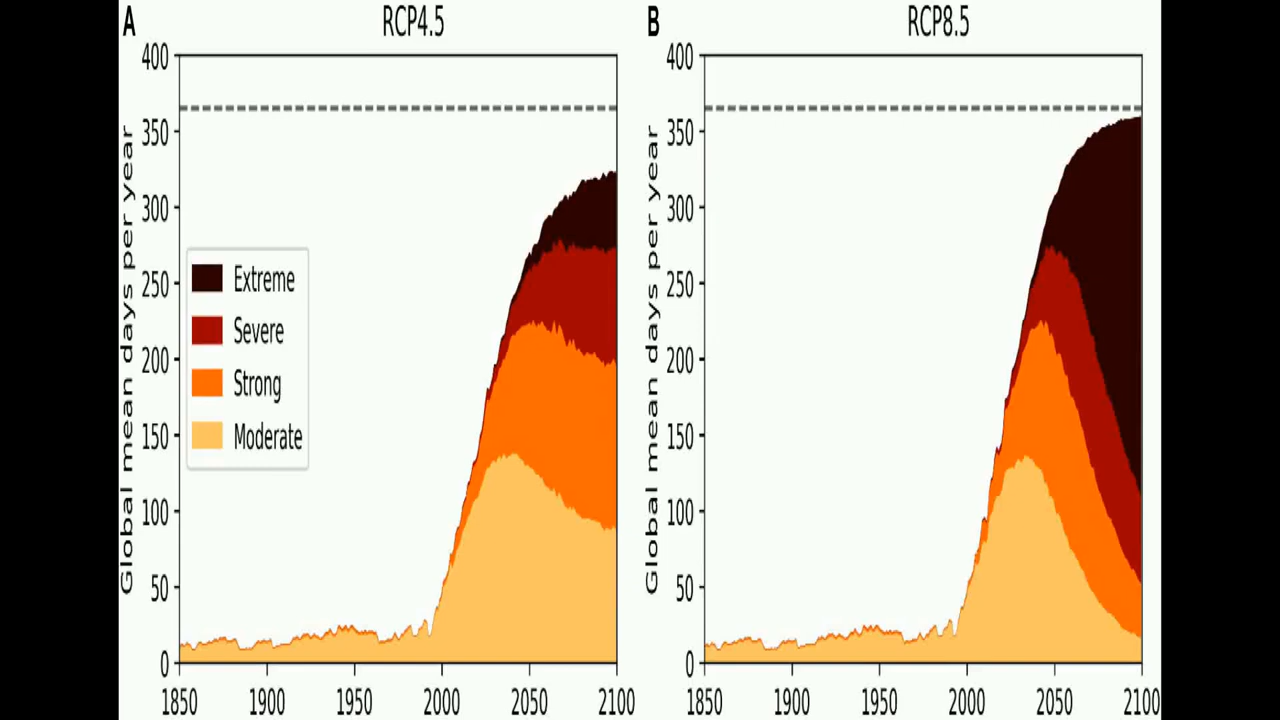 A
RCP4.5
Global mean days per year
400
350
300
250
200
150
100
50
0
Extreme
Severe
Strong
Moderate
1850 1900 1950 2000 2050 2100
B
RCP8.5
Global mean days per year
400
350
300
250
200
150
100
50
0
1850 1900 1950 2000 2050 2100